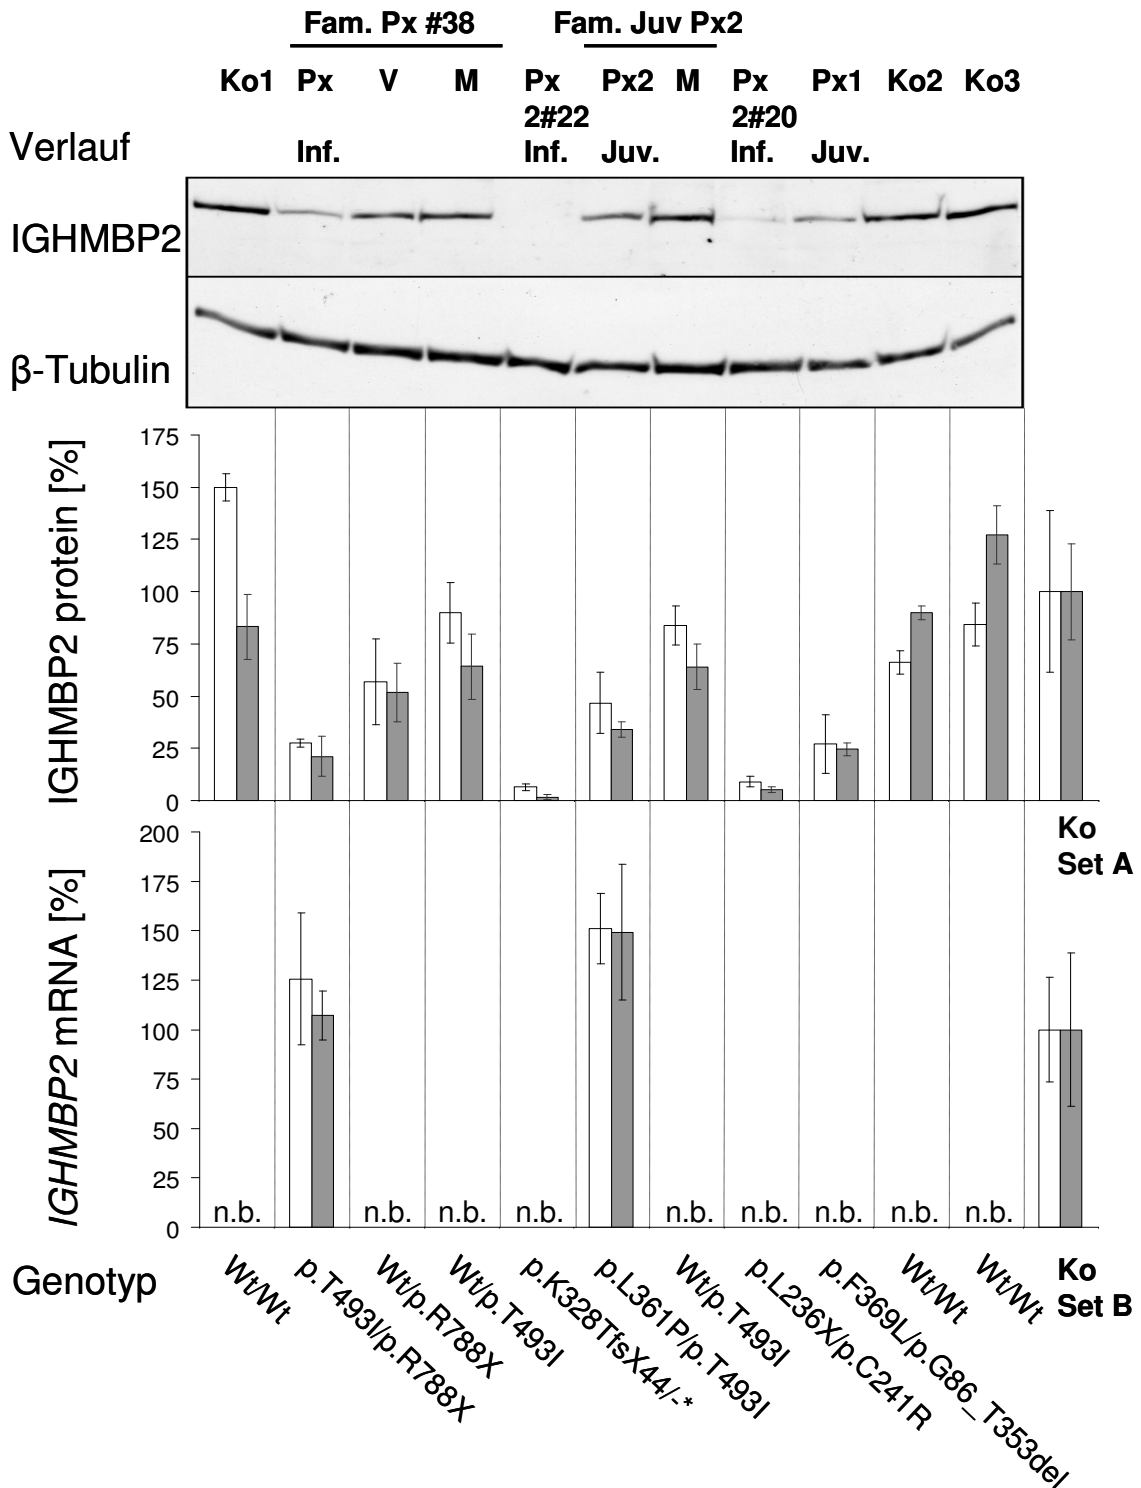 Fam. Px #38 Fam. Juv Px2
Ko1 Px V M Px Px2 M Px Px1 Ko2 Ko3
2#22 2#20
Verlauf Inf. Inf. Juv. Inf. Juv.
IGHMBP2
β-Tubulin
IGHMBP2 protein [%]
175
150
125
100
75
50
25
0
Ko
Set A
IGHMBP2 mRNA [%]
200
175
150
125
100
75
50
25
0
n.b. n.b. n.b. n.b. n.b. n.b. n.b. n.b. n.b.
Genotyp
Wt/Wt
p.T493I/p.R788X
Wt/p.R788X
Wt/p.T493I
p.K328TfsX44/-*
p.L361P/p.T493I
Wt/p.T493I
p.L236X/p.C241R
p.F369L/p.G86_T353del
Wt/Wt
Wt/Wt
Ko
Set B